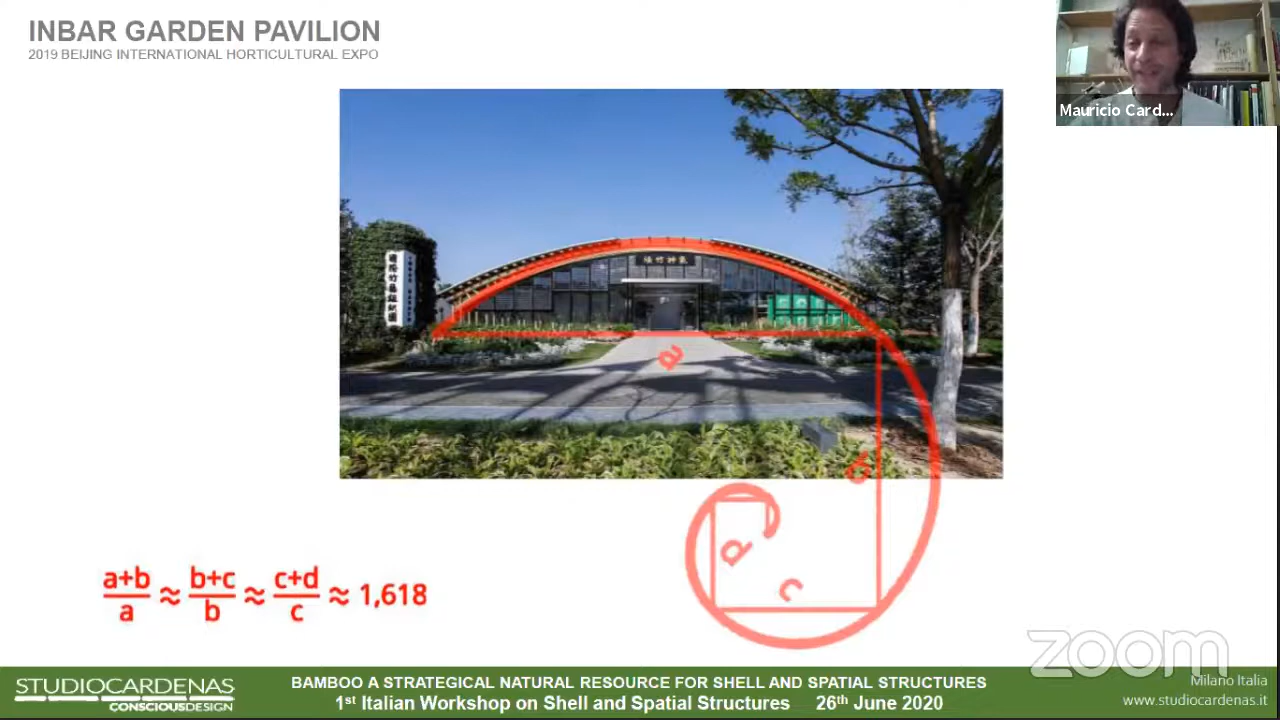 INBAR GARDEN PAVILION
2019 BEIJING INTERNATIONAL HORTICULTURAL EXPO
Mauricio Card...
a
b
c
d
a+b
a
≈
b+c
b
≈
c+d
c
≈ 1,618
zoom
STUDIOCARDENAS
CONSCIOUSDESIGN
BAMBOO A STRATEGICAL NATURAL RESOURCE FOR SHELL AND SPATIAL STRUCTURES
1st Italian Workshop on Shell and Spatial Structures 26th June 2020
Milano Italia
www.studiocardenas.it